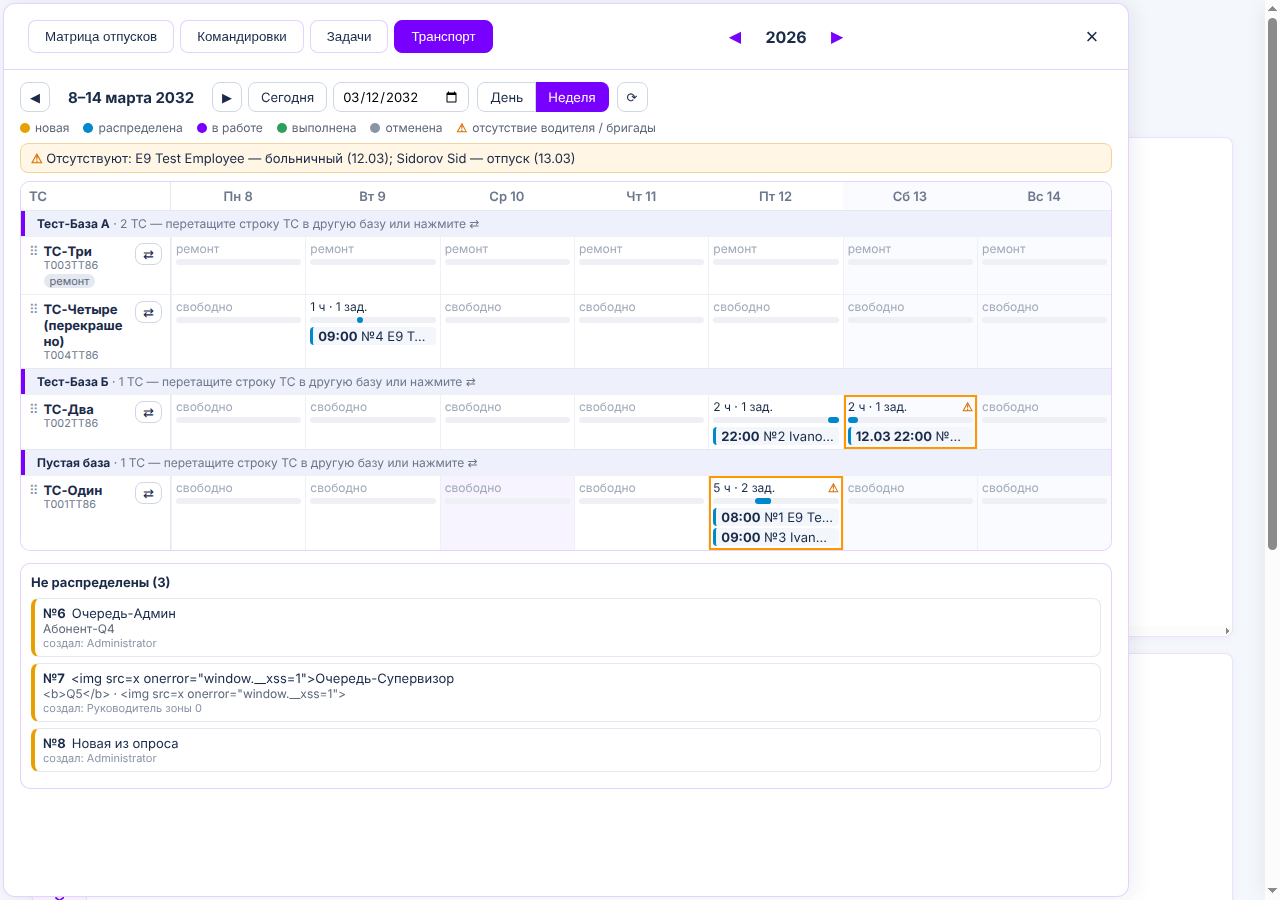 Матрица отпусков Командировки Задачи Транспорт ◀ 2026 ▶ ×
◀ 8–14 марта 2032 ▶ Сегодня 03/12/2032 День Неделя ⟳
новая распределена в работе выполнена отменена ⚠ отсутствие водителя / бригады
⚠ Отсутствуют: E9 Test Employee — больничный (12.03); Sidorov Sid — отпуск (13.03)
ТС Пн 8 Вт 9 Ср 10 Чт 11 Пт 12 Сб 13 Вс 14
Тест-База А · 2 ТС — перетащите строку ТС в другую базу или нажмите ⇄
ТС-Три ⇄ ремонт ремонт ремонт ремонт ремонт ремонт ремонт
Т003ТТ86
ремонт
ТС-Четыре ⇄ свободно 1 ч · 1 зад. свободно свободно свободно свободно свободно
(перекраше
но)
09:00 №4 E9 T...
Т004ТТ86
Тест-База Б · 1 ТС — перетащите строку ТС в другую базу или нажмите ⇄
ТС-Два ⇄ свободно свободно свободно свободно 2 ч · 1 зад. 2 ч · 1 зад. ⚠ свободно
Т002ТТ86
22:00 №2 Ivano... 12.03 22:00 №...
Пустая база · 1 ТС — перетащите строку ТС в другую базу или нажмите ⇄
ТС-Один ⇄ свободно свободно свободно свободно 5 ч · 2 зад. ⚠ свободно свободно
Т001ТТ86
08:00 №1 E9 Te...
09:00 №3 Ivan...
Не распределены (3)
№6 Очередь-Админ
Абонент-Q4
создал: Administrator
№7 <img src=x onerror="window.__xss=1">Очередь-Супервизор
<b>Q5</b> · <img src=x onerror="window.__xss=1">
создал: Руководитель зоны 0
№8 Новая из опроса
создал: Administrator